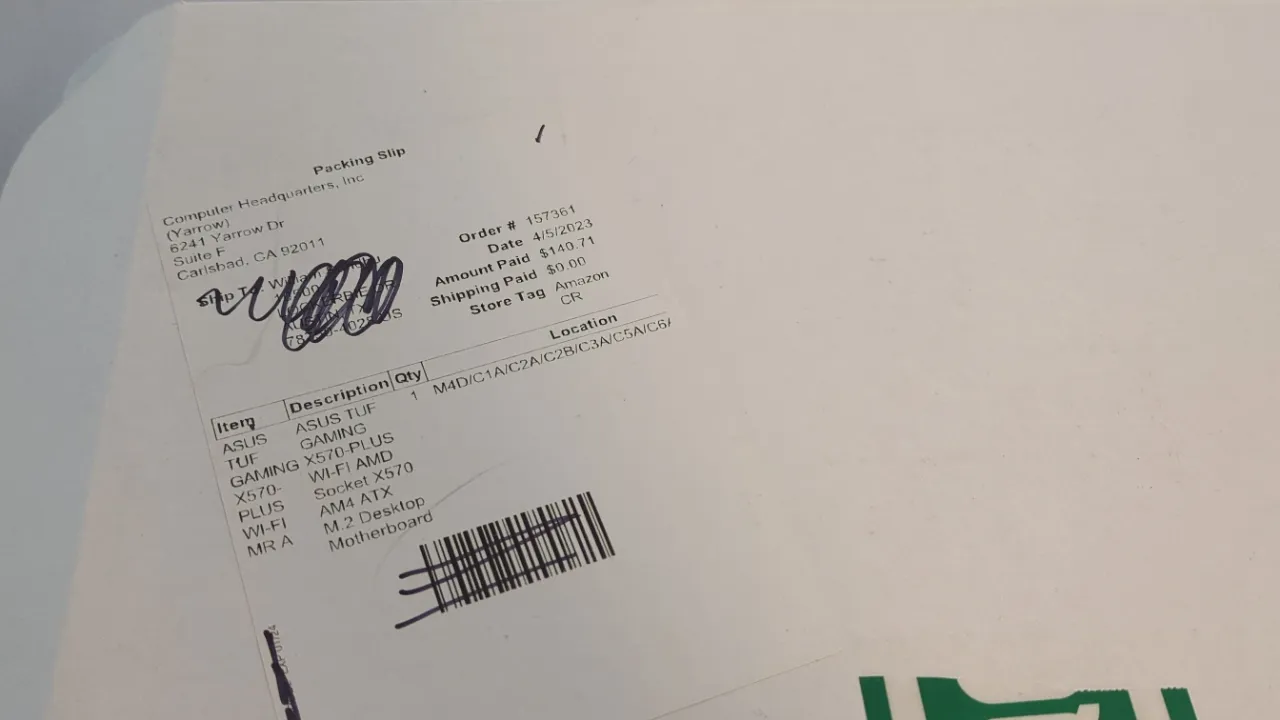 Packing Slip
Computer Headquarters, Inc
(Yarrow)
6241 Yarrow Dr
Suite F
Carlsbad, CA 92011
Order # 157361
Date 4/5/2023
Amount Paid $140.71
Shipping Paid $0.00
Store Tag Amazon
CR
Ship To
Item Description Qty Location
ASUS ASUS TUF 1 M4D/C1A/C2A/C2B/C3A/C5A/C6A
TUF GAMING
GAMING X570-PLUS
X570- WI-FI AMD
PLUS Socket X570
WI-FI AM4 ATX
MR A M.2 Desktop
Motherboard